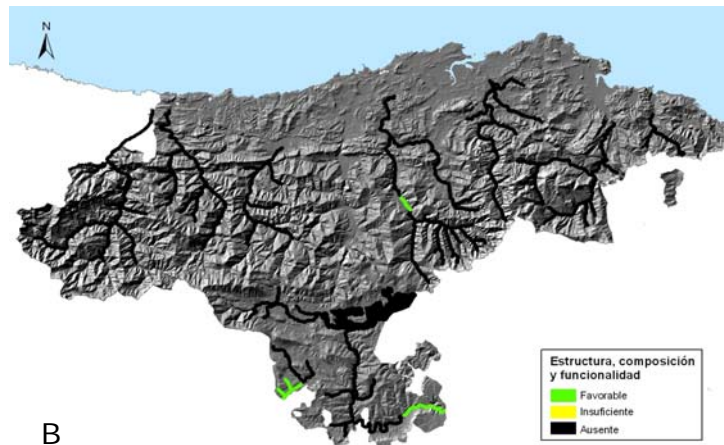 N
Estructura, composición
y funcionalidad
Favorable
Insuficiente
Ausente
B